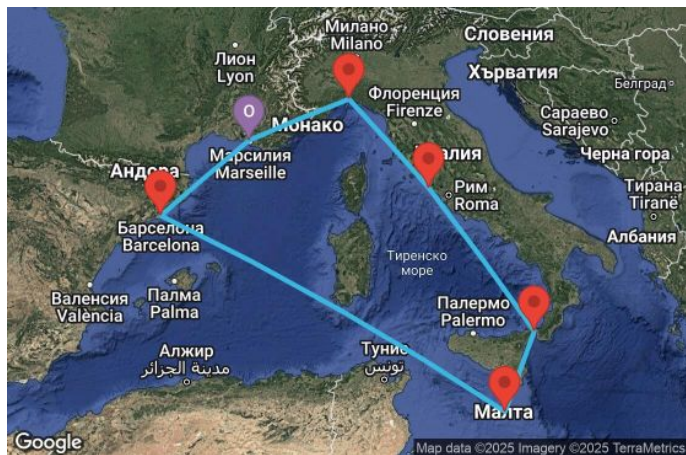 Милано
Milano
Словения
Лион
Lyon
Хърватия
Белград
Флоренция
Firenze
О
Монако
Сараево
Sarajevo
Марсилия
Marseille
Черна гора
Андора
Рим
Roma
Тирана
Tiranë
Барселона
Barcelona
Албания
Тиренско
море
Валенсия
València
Палма
Palma
Палермо
Palermo
Алжир
مدينة الجزائر
Тунис
تونس
Малта
Google
Map data ©2025 Imagery ©2025 TerraMetrics